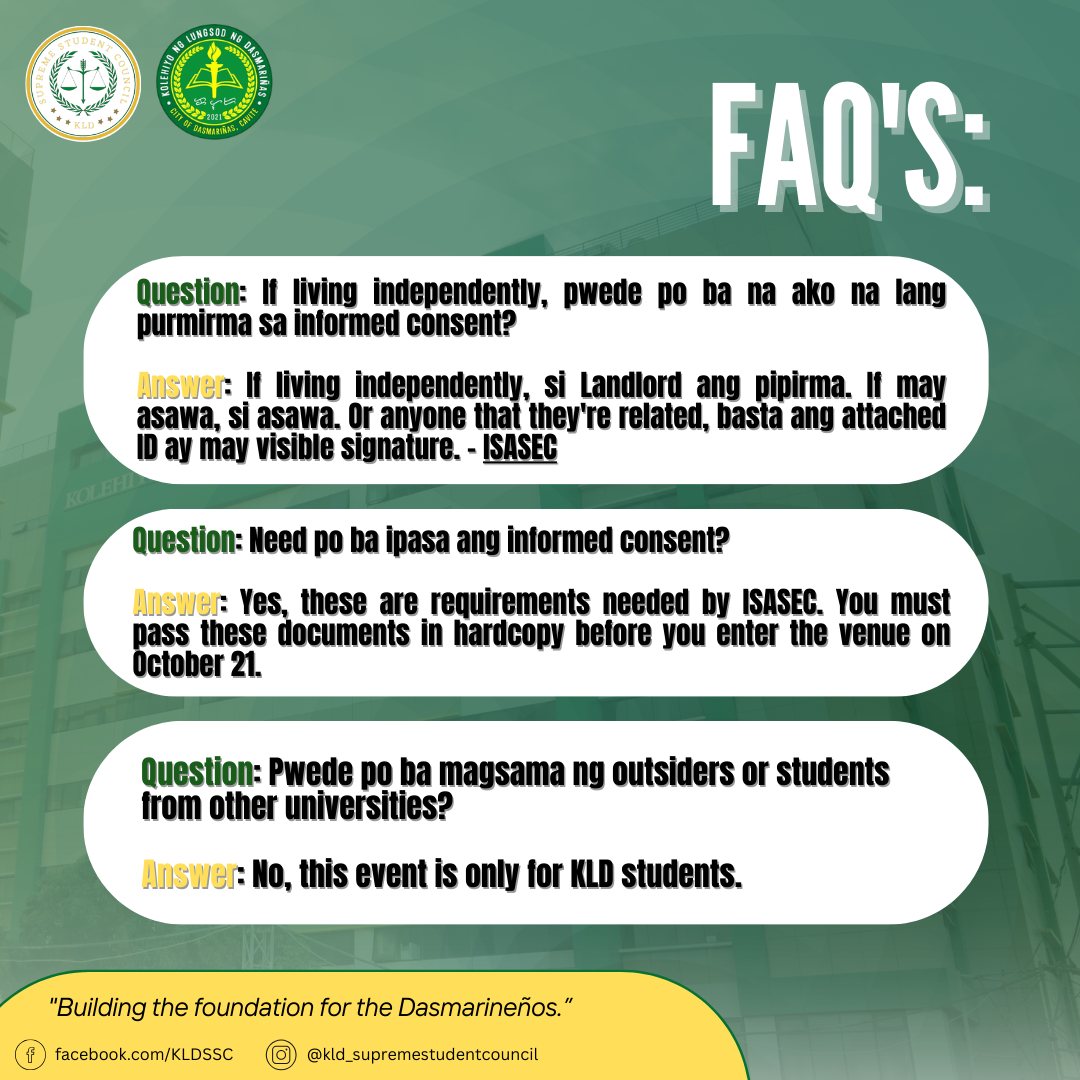 SUPREME STUDENT COUNCIL
KLD
KOLEHIYO NG LUNGSOD NG DASMARIÑAS
2021
CITY OF DASMARIÑAS, CAVITE
FAQ'S:
Question: If living independently, pwede po ba na ako na lang
purmirma sa informed consent?
Answer: If living independently, si Landlord ang pipirma. If may
asawa, si asawa. Or anyone that they're related, basta ang attached
ID ay may visible signature. - ISASEC
KOLEHI
Question: Need po ba ipasa ang informed consent?
Answer: Yes, these are requirements needed by ISASEC. You must
pass these documents in hardcopy before you enter the venue on
October 21.
Question: Pwede po ba magsama ng outsiders or students
from other universities?
Answer: No, this event is only for KLD students.
"Building the foundation for the Dasmarineños.”
facebook.com/KLDSSC
@kld_supremestudentcouncil